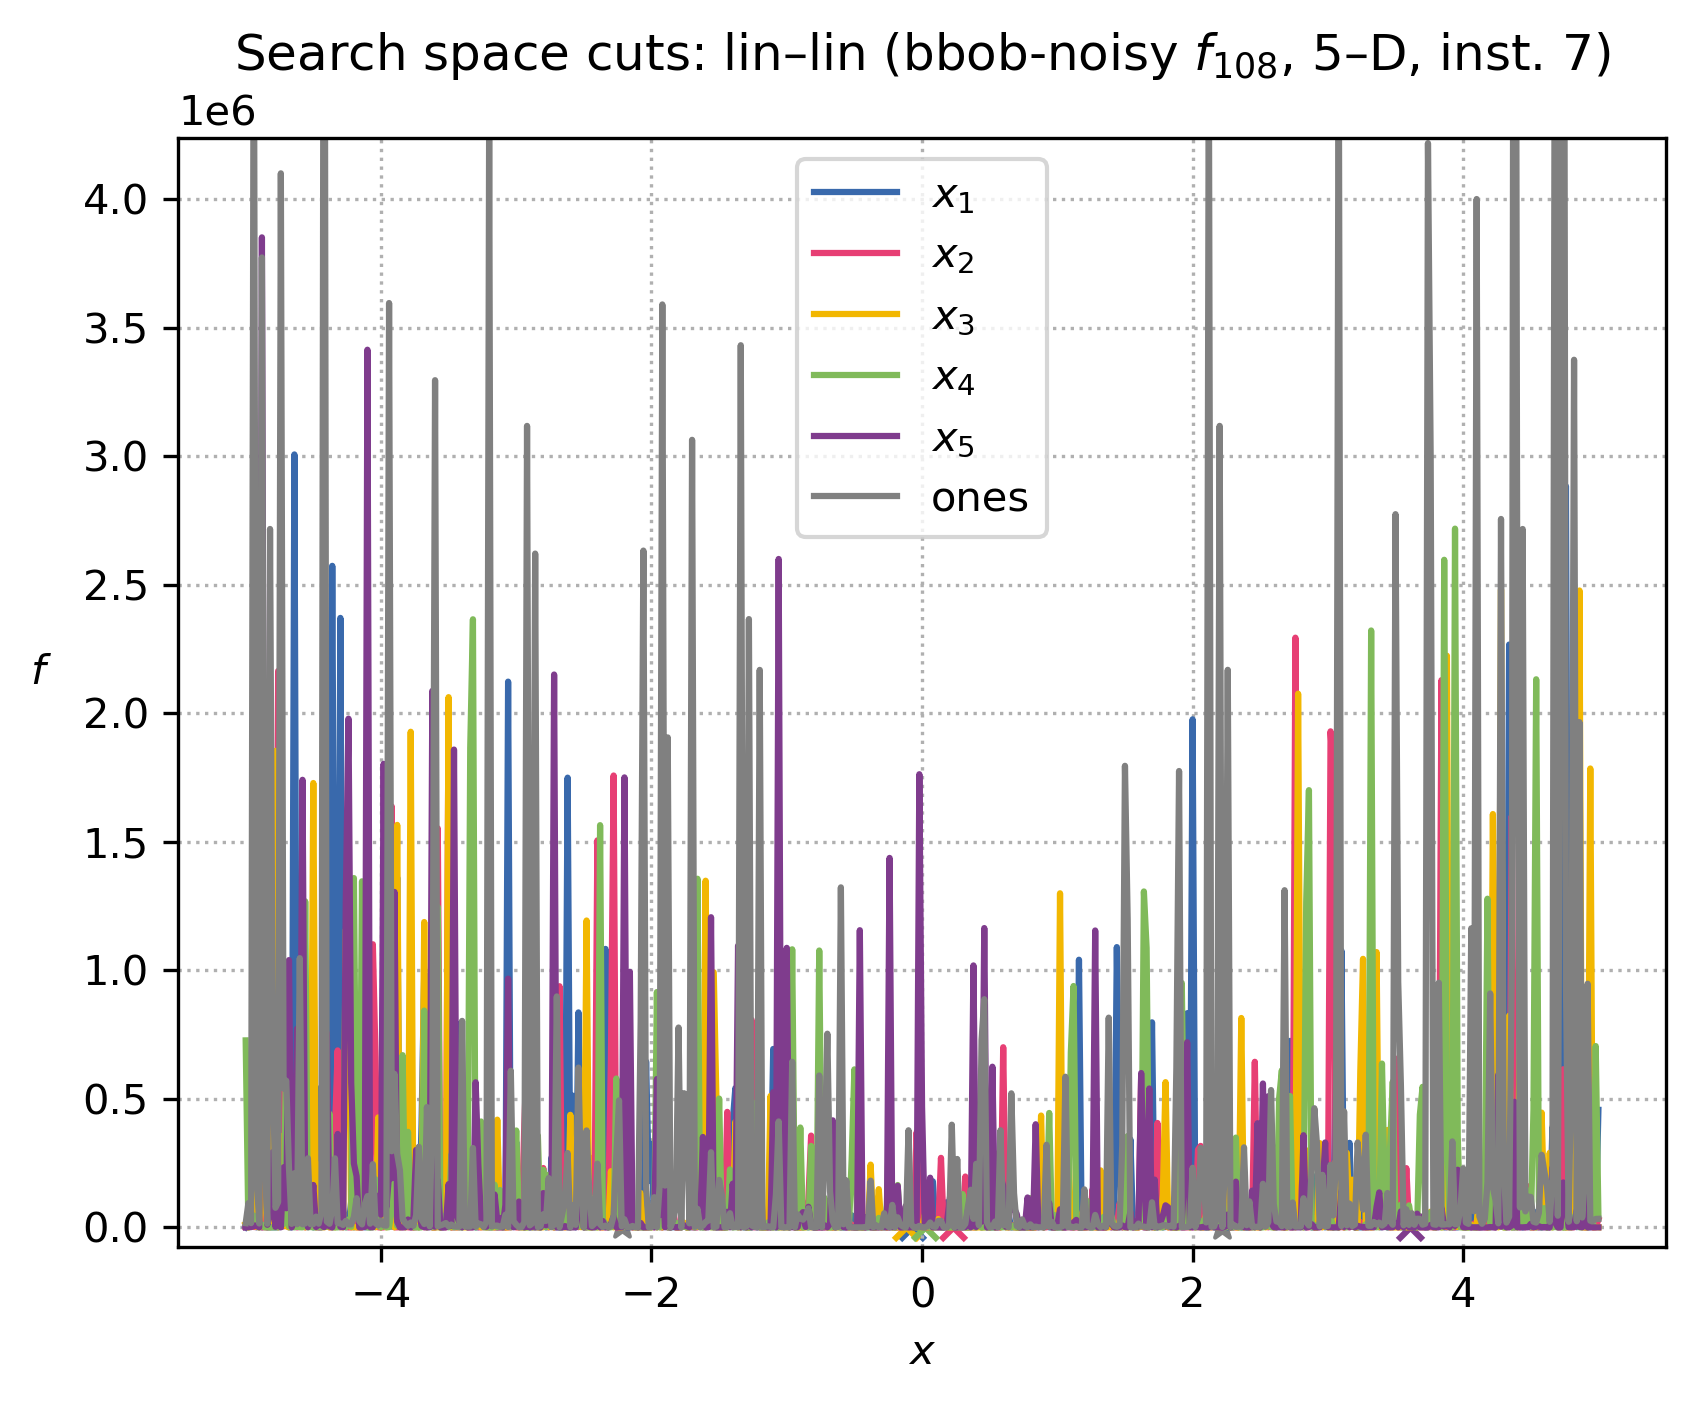 Search space cuts: lin–lin (bbob-noisy f₁₀₈, 5–D, inst. 7)
1e6
4.0
3.5
3.0
2.5
2.0
1.5
1.0
0.5
0.0
f
x₁
x₂
x₃
x₄
x₅
ones
−4
−2
0
2
4
x